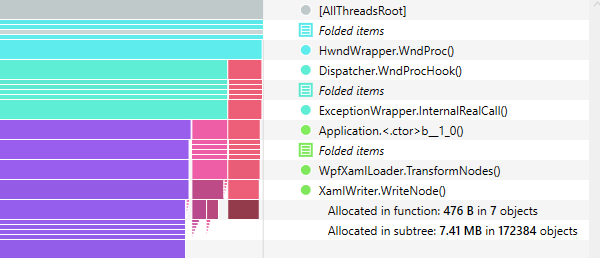 [AllThreadsRoot]
Folded items
HwndWrapper.WndProc()
Dispatcher.WndProcHook()
Folded items
ExceptionWrapper.InternalRealCall()
Application.<.ctor>b__1_0()
Folded items
WpfXamlLoader.TransformNodes()
XamlWriter.WriteNode()
Allocated in function: 476 B in 7 objects
Allocated in subtree: 7.41 MB in 172384 objects